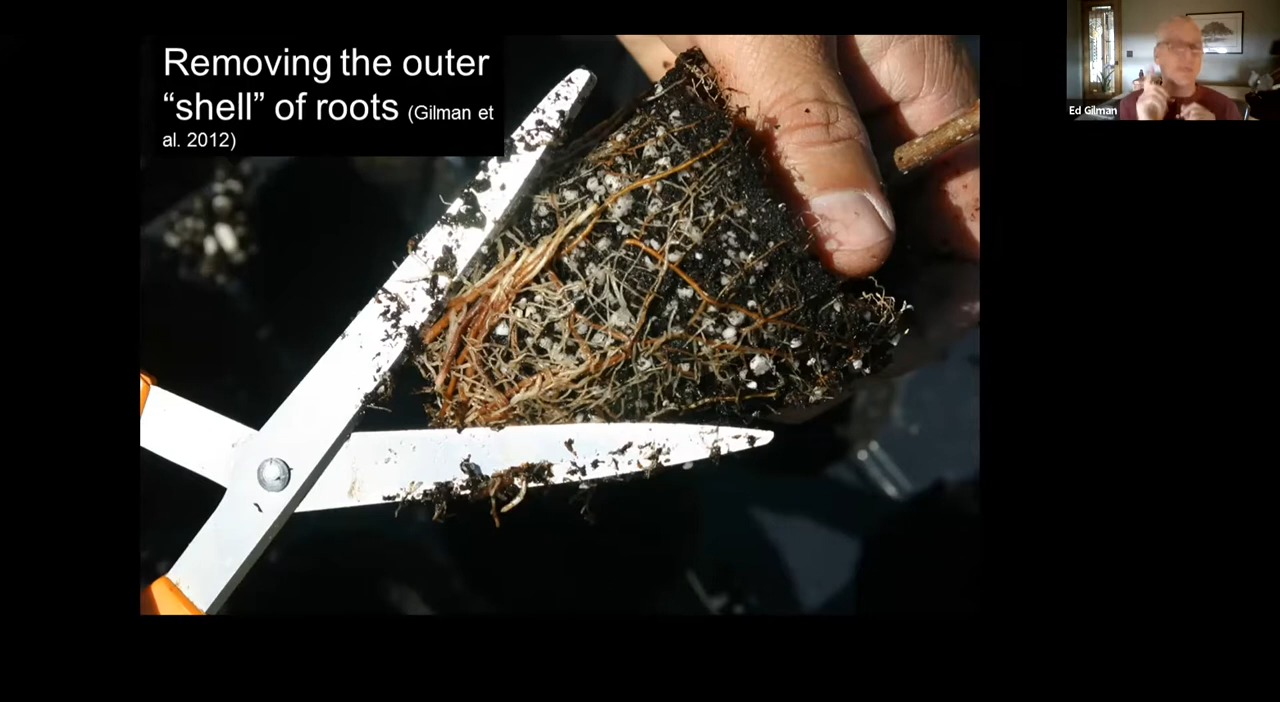 Removing the outer
“shell” of roots (Gilman et
al. 2012)
Ed Gilman